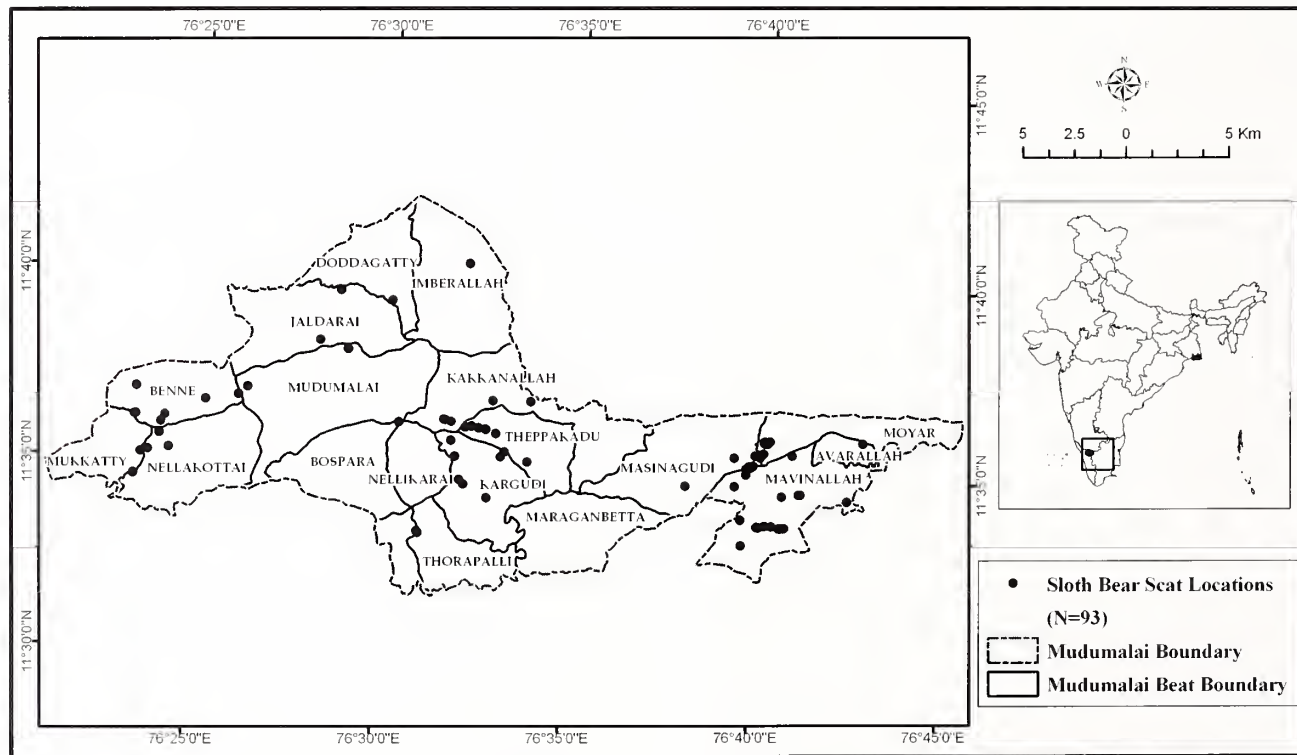 76°25'0"E
76°30'0"E
76°35'0"E
76°40'0"E
N
W
E
S
11°45'0"N
5
2.5
0
5 Km
11°40'0"N
DODDAGATTY
IMBERALLAH
11°40'0"N
JALDARAI
BENNE
MUDUMALAI
KAKKANALLAH
MOYAR
THEPPAKADU
AVARALLAH
11°35'0"N
MUKKATTY
NELLAKOTTAI
BOSPARA
NELLIKARAI
KARGUDI
MASINAGUDI
MAVINALLAH
11°35'0"N
MARAGANBETTA
THORAPALLI
Sloth Bear Scat Locations
(N=93)
11°30'0"N
Mudumalai Boundary
Mudumalai Beat Boundary
76°25'0"E
76°30'0"E
76°35'0"E
76°40'0"E
76°45'0"E